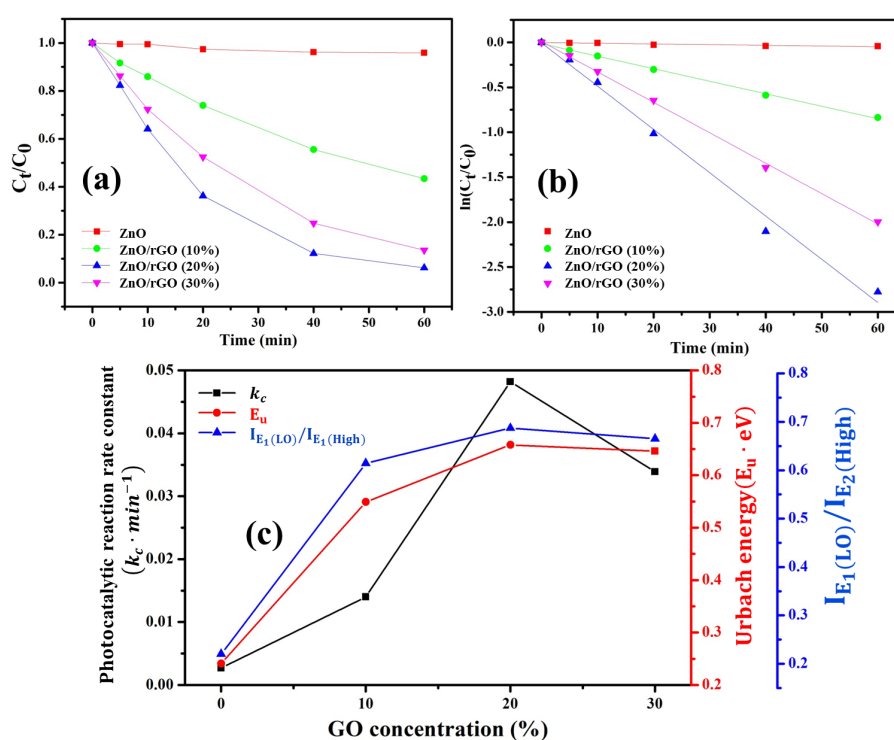 1.0
0.8
0.6
0.4
0.2
0.0
Cₜ/C₀
(a)
ZnO
ZnO/rGO (10%)
ZnO/rGO (20%)
ZnO/rGO (30%)
0 10 20 30 40 50 60
Time (min)
0.0
-0.5
-1.0
-1.5
-2.0
-2.5
-3.0
ln(Cₜ/C₀)
(b)
ZnO
ZnO/rGO (10%)
ZnO/rGO (20%)
ZnO/rGO (30%)
0 10 20 30 40 50 60
Time (min)
0.05
0.04
0.03
0.02
0.01
0.00
Photocatalytic reaction rate constant
(k_c · min⁻¹)
k_c
E_u
I_E₁(LO)/I_E₁(High)
(c)
0 10 20 30
GO concentration (%)
0.8
0.7
0.6
0.5
0.4
0.3
0.2
Urbach energy(E_u · eV)
0.8
0.7
0.6
0.5
0.4
0.3
0.2
I_E₁(LO)/I_E₂(High)